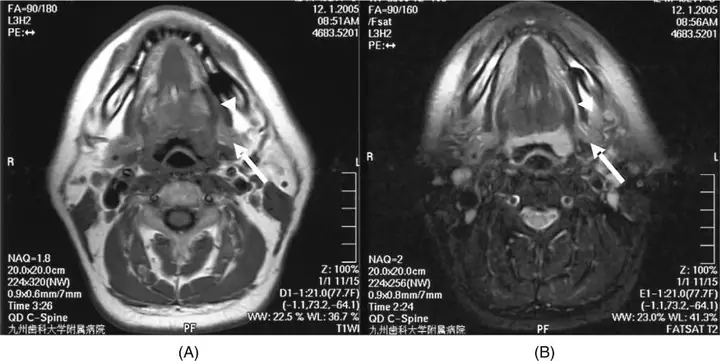 FA=90/180
L3H2
PE:↔
12. 1.2005
08:51AM
4683.5201
R
L
NAQ=1.8
20.0x20.0cm
224x320(NW)
0.9x0.6mm/7mm
Time 3:26
QD C-Spine
九州歯科大学附属病院
PF
Z: 100%
1/1 11/15
D1-1:21.0(77.7F)
(-1.1,73.2,-64.1)
WW: 22.5 % WL: 36.7 %
T1WI
(A)
FA=90/160
/Fsat
L3H2
PE:↔
12. 1.2005
08:56AM
4683.5201
R
L
NAQ=2
20.0x20.0cm
224x256(NW)
0.9x0.8mm/7mm
Time 2:24
QD C-Spine
九州歯科大学附属病院
PF
Z: 100%
1/1 11/15
E1-1:21.0(77.7F)
(-1.1,73.2,-64.1)
WW: 23.0% WL: 41.3%
FATSAT T2
(B)